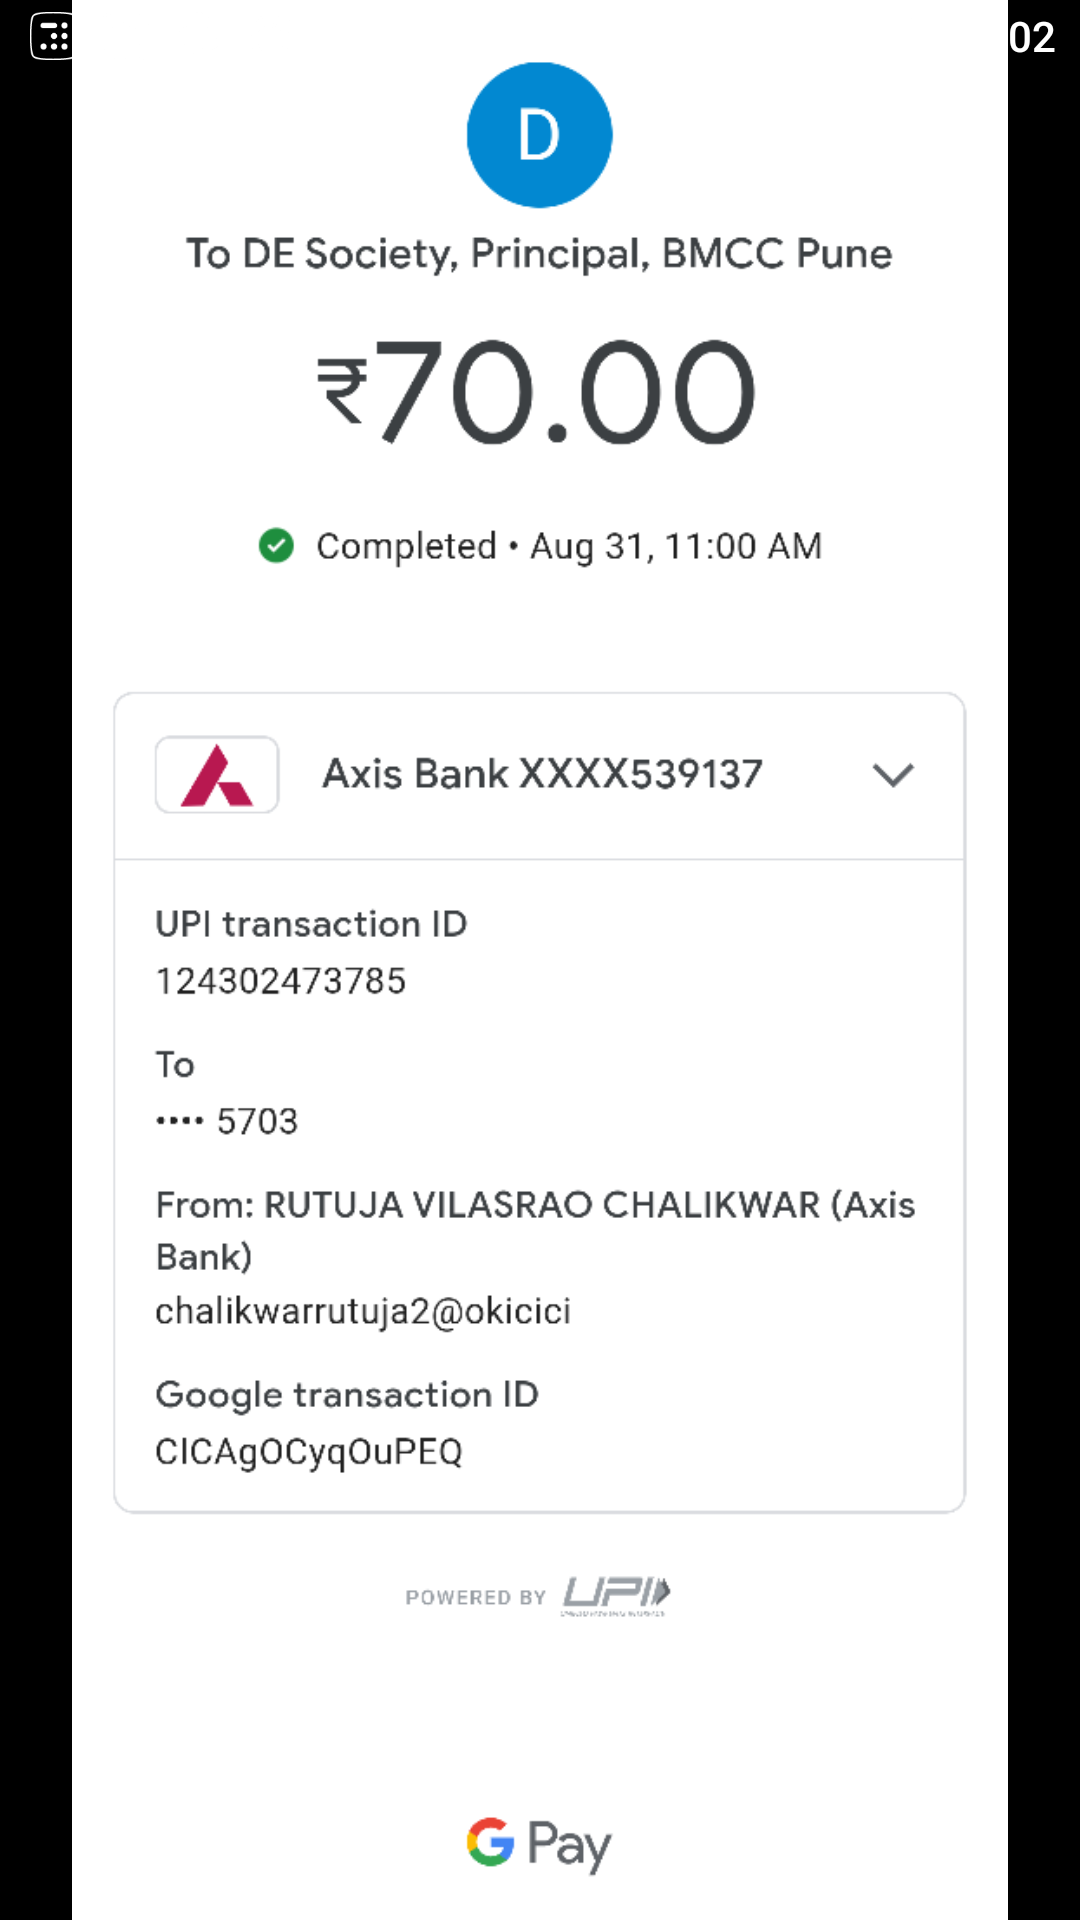 02
D
To DE Society, Principal, BMCC Pune
₹70.00
Completed • Aug 31, 11:00 AM
Axis Bank XXXX539137
UPI transaction ID
124302473785
To
•••• 5703
From: RUTUJA VILASRAO CHALIKWAR (Axis
Bank)
chalikwarrutuja2@okicici
Google transaction ID
CICAgOCyqOuPEQ
POWERED BY UPI
G Pay